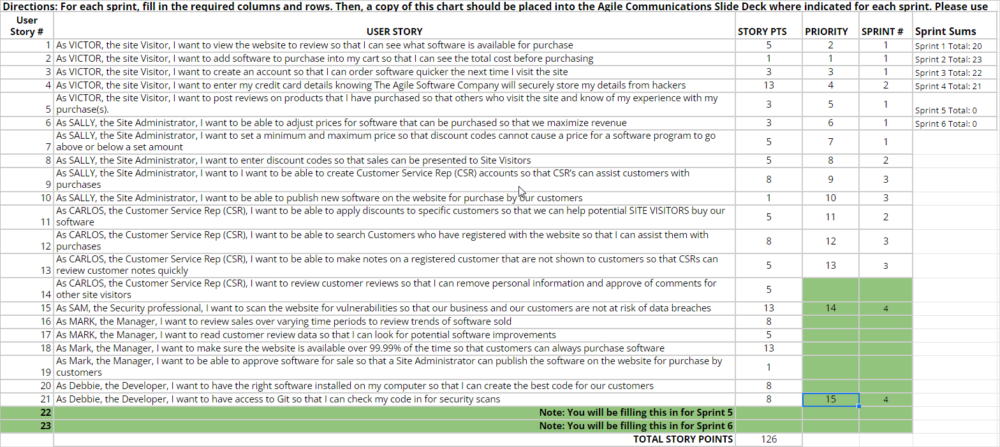 Directions: For each sprint, fill in the required columns and rows. Then, a copy of this chart should be placed into the Agile Communications Slide Deck where indicated for each sprint. Please use
User Story # USER STORY STORY PTS PRIORITY SPRINT # Sprint Sums
1 As VICTOR, the site Visitor, I want to view the website to review so that I can see what software is available for purchase 5 2 1 Sprint 1 Total: 20
2 As VICTOR, the site Visitor, I want to add software to purchase into my cart so that I can see the total cost before purchasing 1 1 1 Sprint 2 Total: 23
3 As VICTOR, the site Visitor, I want to create an account so that I can order software quicker the next time I visit the site 3 3 1 Sprint 3 Total: 22
4 As VICTOR, the site Visitor, I want to enter my credit card details knowing The Agile Software Company will securely store my details from hackers 13 4 2 Sprint 4 Total: 21
As VICTOR, the site Visitor, I want to post reviews on products that I have purchased so that others who visit the site and know of my experience with my
5 purchase(s). 3 5 1 Sprint 5 Total: 0
6 As SALLY, the Site Administrator, I want to be able to adjust prices for software that can be purchased so that we maximize revenue 3 6 1 Sprint 6 Total: 0
As SALLY, the Site Administrator, I want to set a minimum and maximum price so that discount codes cannot cause a price for a software program to go
7 above or below a set amount 5 7 1
8 As SALLY, the Site Administrator, I want to enter discount codes so that sales can be presented to Site Visitors 5 8 2
As SALLY, the Site Administrator, I want to I want to be able to create Customer Service Rep (CSR) accounts so that CSR's can assist customers with
9 purchases 8 9 3
10 As SALLY, the Site Administrator, I want to be able to publish new software on the website for purchase by our customers 1 10 3
As CARLOS, the Customer Service Rep (CSR), I want to be able to apply discounts to specific customers so that we can help potential SITE VISITORS buy our
11 software 5 11 2
As CARLOS, the Customer Service Rep (CSR), I want to be able to search Customers who have registered with the website so that I can assist them with
12 purchases 8 12 3
As CARLOS, the Customer Service Rep (CSR), I want to be able to make notes on a registered customer that are not shown to customers so that CSRs can
13 review customer notes quickly 5 13 3
As CARLOS, the Customer Service Rep (CSR), I want to review customer reviews so that I can remove personal information and approve of comments for
14 other site visitors 5
15 As SAM, the Security professional, I want to scan the website for vulnerabilities so that our business and our customers are not at risk of data breaches 13 14 4
16 As MARK, the Manager, I want to review sales over varying time periods to review trends of software sold 8
17 As MARK, the Manager, I want to read customer review data so that I can look for potential software improvements 5
18 As Mark, the Manager, I want to make sure the website is available over 99.99% of the time so that customers can always purchase software 13
As Mark, the Manager, I want to be able to approve software for sale so that a Site Administrator can publish the software on the website for purchase by
19 customers 1
20 As Debbie, the Developer, I want to have the right software installed on my computer so that I can create the best code for our customers 8
21 As Debbie, the Developer, I want to have access to Git so that I can check my code in for security scans 8 15 4
22 Note: You will be filling this in for Sprint 5
23 Note: You will be filling this in for Sprint 6
TOTAL STORY POINTS 126